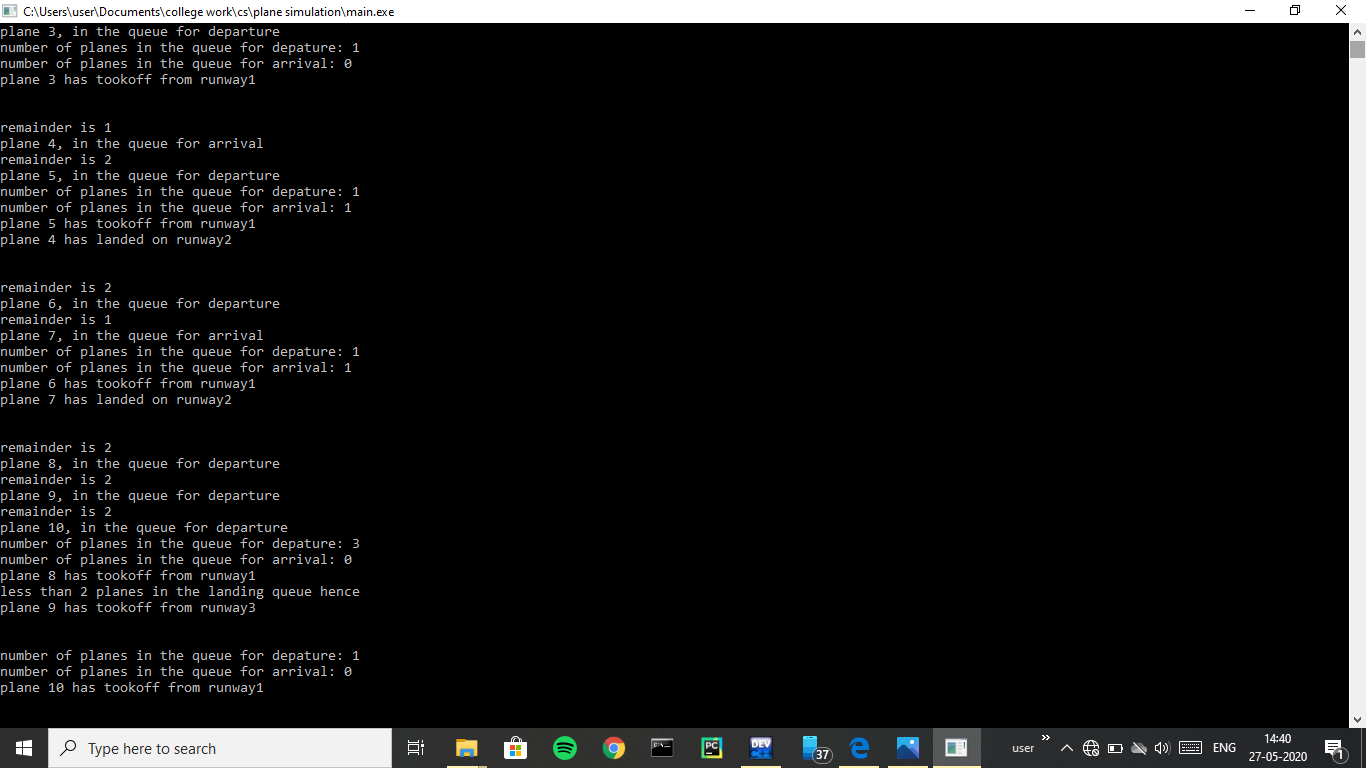 C:\Users\user\Documents\college work\cs\plane simulation\main.exe
plane 3, in the queue for departure
number of planes in the queue for depature: 1
number of planes in the queue for arrival: 0
plane 3 has tookoff from runway1
remainder is 1
plane 4, in the queue for arrival
remainder is 2
plane 5, in the queue for departure
number of planes in the queue for depature: 1
number of planes in the queue for arrival: 1
plane 5 has tookoff from runway1
plane 4 has landed on runway2
remainder is 2
plane 6, in the queue for departure
remainder is 1
plane 7, in the queue for arrival
number of planes in the queue for depature: 1
number of planes in the queue for arrival: 1
plane 6 has tookoff from runway1
plane 7 has landed on runway2
remainder is 2
plane 8, in the queue for departure
remainder is 2
plane 9, in the queue for departure
remainder is 2
plane 10, in the queue for departure
number of planes in the queue for depature: 3
number of planes in the queue for arrival: 0
plane 8 has tookoff from runway1
less than 2 planes in the landing queue hence
plane 9 has tookoff from runway3
number of planes in the queue for depature: 1
number of planes in the queue for arrival: 0
plane 10 has tookoff from runway1
Type here to search
PC
DEV
37
user
ENG
14:40
27-05-2020
1